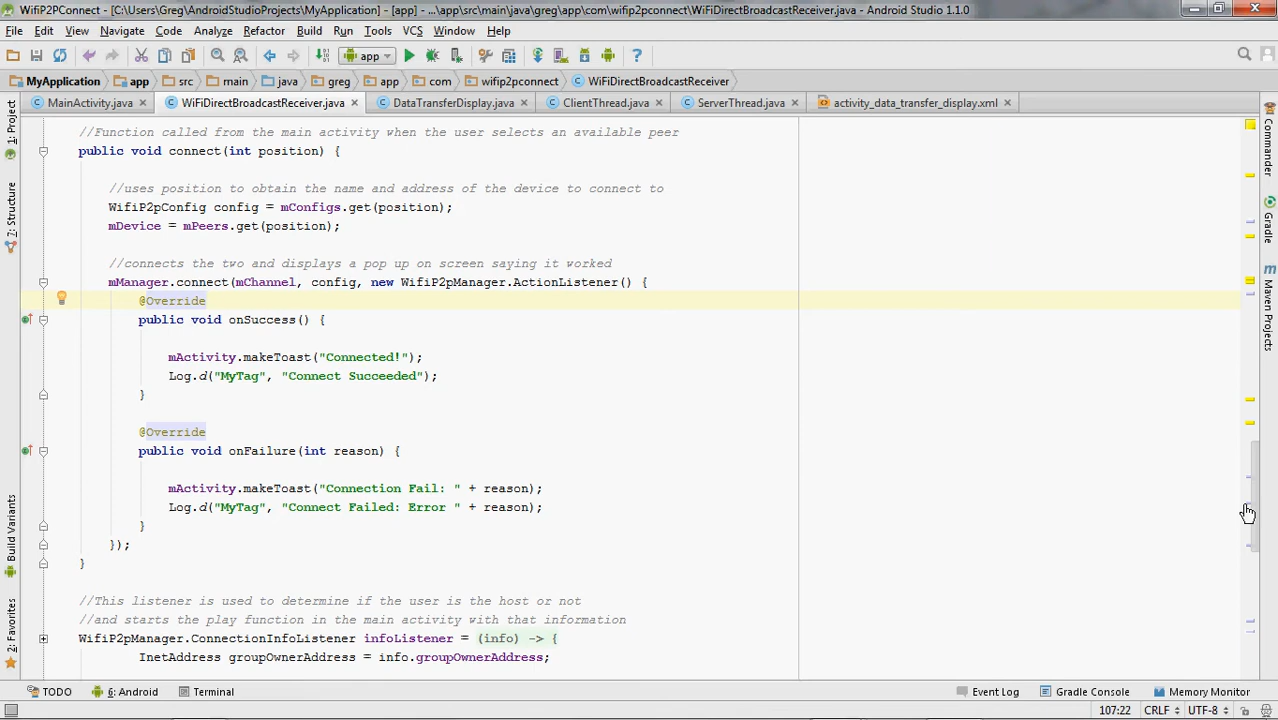 WifiP2PConnect - [C:\Users\Greg\AndroidStudioProjects\MyApplication] - [app] - ...\app\src\main\java\greg\app\com\wifip2pconnect\WiFiDirectBroadcastReceiver.java - Android Studio 1.1.0
File Edit View Navigate Code Analyze Refactor Build Run Tools VCS Window Help
app
MyApplication app src main java greg app com wifip2pconnect WiFiDirectBroadcastReceiver
MainActivity.java WiFiDirectBroadcastReceiver.java DataTransferDisplay.java ClientThread.java ServerThread.java activity_data_transfer_display.xml
1: Project
7: Structure
Build Variants
2: Favorites
//Function called from the main activity when the user selects an available peer
public void connect(int position) {
//uses position to obtain the name and address of the device to connect to
WifiP2pConfig config = mConfigs.get(position);
mDevice = mPeers.get(position);
//connects the two and displays a pop up on screen saying it worked
mManager.connect(mChannel, config, new WifiP2pManager.ActionListener() {
@Override
public void onSuccess() {
mActivity.makeToast("Connected!");
Log.d("MyTag", "Connect Succeeded");
}
@Override
public void onFailure(int reason) {
mActivity.makeToast("Connection Fail: " + reason);
Log.d("MyTag", "Connect Failed: Error " + reason);
}
});
}
//This listener is used to determine if the user is the host or not
//and starts the play function in the main activity with that information
WifiP2pManager.ConnectionInfoListener infoListener = (info) -> {
InetAddress groupOwnerAddress = info.groupOwnerAddress;
Commander
Gradle
Maven Projects
TODO 6: Android Terminal Event Log Gradle Console Memory Monitor
107:22 CRLF UTF-8